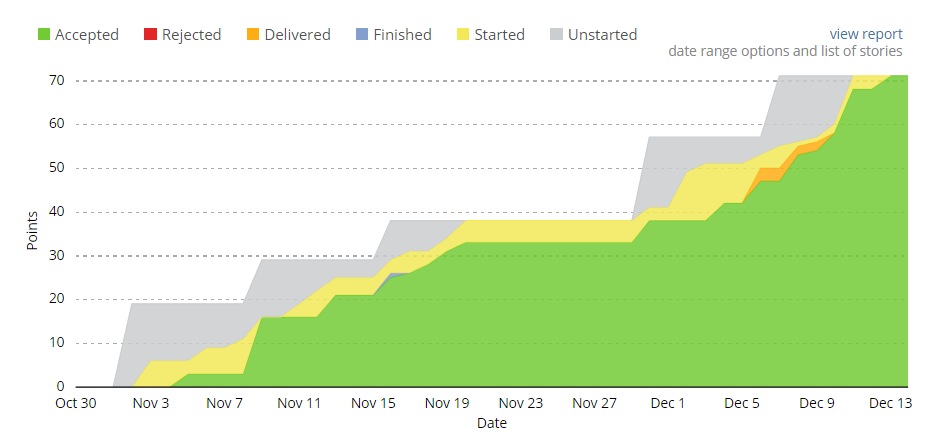 Accepted Rejected Delivered Finished Started Unstarted
view report
date range options and list of stories
70
60
50
40
30
20
10
0
Points
Oct 30 Nov 3 Nov 7 Nov 11 Nov 15 Nov 19 Nov 23 Nov 27 Dec 1 Dec 5 Dec 9 Dec 13
Date